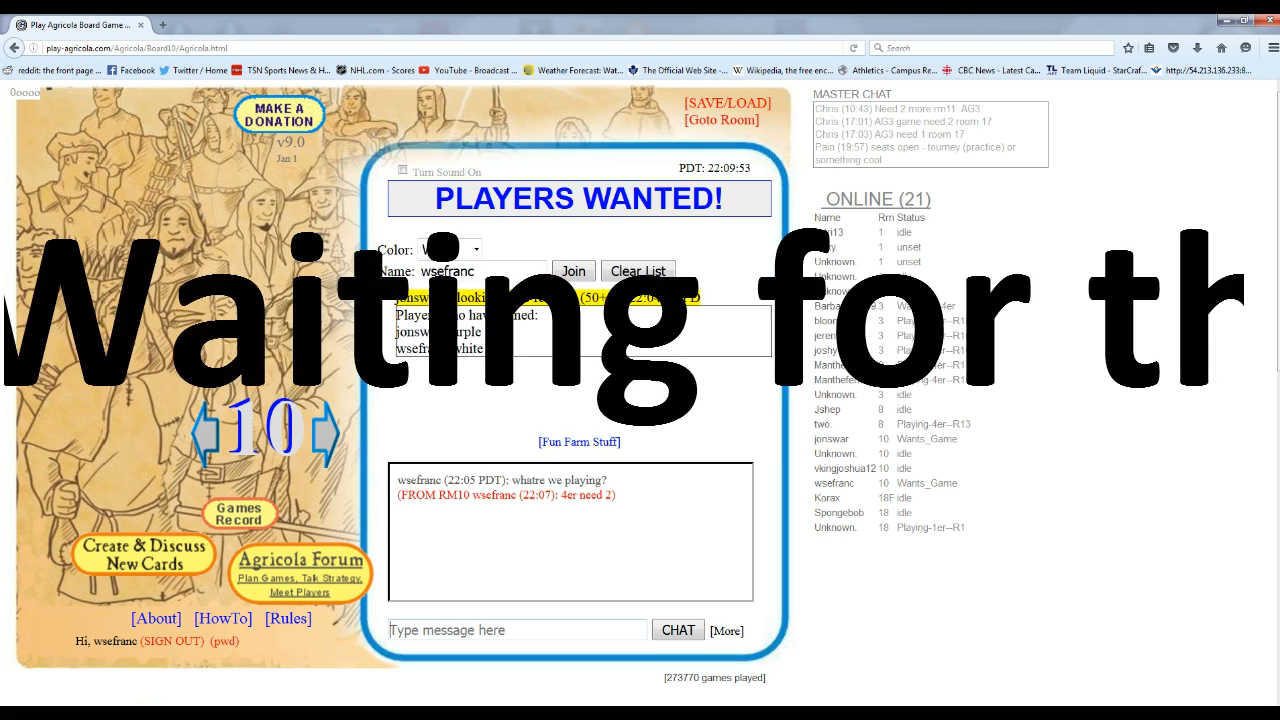 Play Agricola Board Game ...
play-agricola.com/Agricola/Board10/Agricola.html
Search
reddit: the front page ...
Facebook
Twitter / Home
TSN Sports News & H...
NHL.com - Scores
YouTube - Broadcast ...
Weather Forecast: Wat...
The Official Web Site -...
Wikipedia, the free enc...
Athletics - Campus Re...
CBC News - Latest Ca...
Team Liquid - StarCraf...
http://54.213.136.233:8...
MAKE A
DONATION
v9.0
Jan 1
[SAVE/LOAD]
[Goto Room]
Turn Sound On
PDT: 22:09:53
PLAYERS WANTED!
Color:
wsefranc
Join
Clear List
Waiting for th
[Fun Farm Stuff]
10
wsefranc (22:05 PDT): whatre we playing?
(FROM RM10 wsefranc (22:07): 4er need 2)
Games
Record
Create & Discuss
New Cards
Agricola Forum
Plan Games, Talk Strategy,
Meet Players
[About] [HowTo] [Rules]
Hi, wsefranc (SIGN OUT) (pwd)
Type message here
CHAT
[More]
[273770 games played]
MASTER CHAT
Chris (10:43) Need 2 more rm11. AG3
Chris (17:01) AG3 game need 2 room 17
Chris (17:03) AG3 need 1 room 17
Pain (19:57) seats open - tourney (practice) or
something cool
ONLINE (21)
Name Rm Status
1 idle
1 unset
Unknown. 1 unset
Unknown. 3 idle
Jshep 8 idle
two. 8 Playing-4er--R13
jonswar 10 Wants_Game
Unknown. 10 idle
vkingjoshua12 10 idle
wsefranc 10 Wants_Game
Korax 18F idle
Spongebob 18 idle
Unknown. 18 Playing-1er--R1